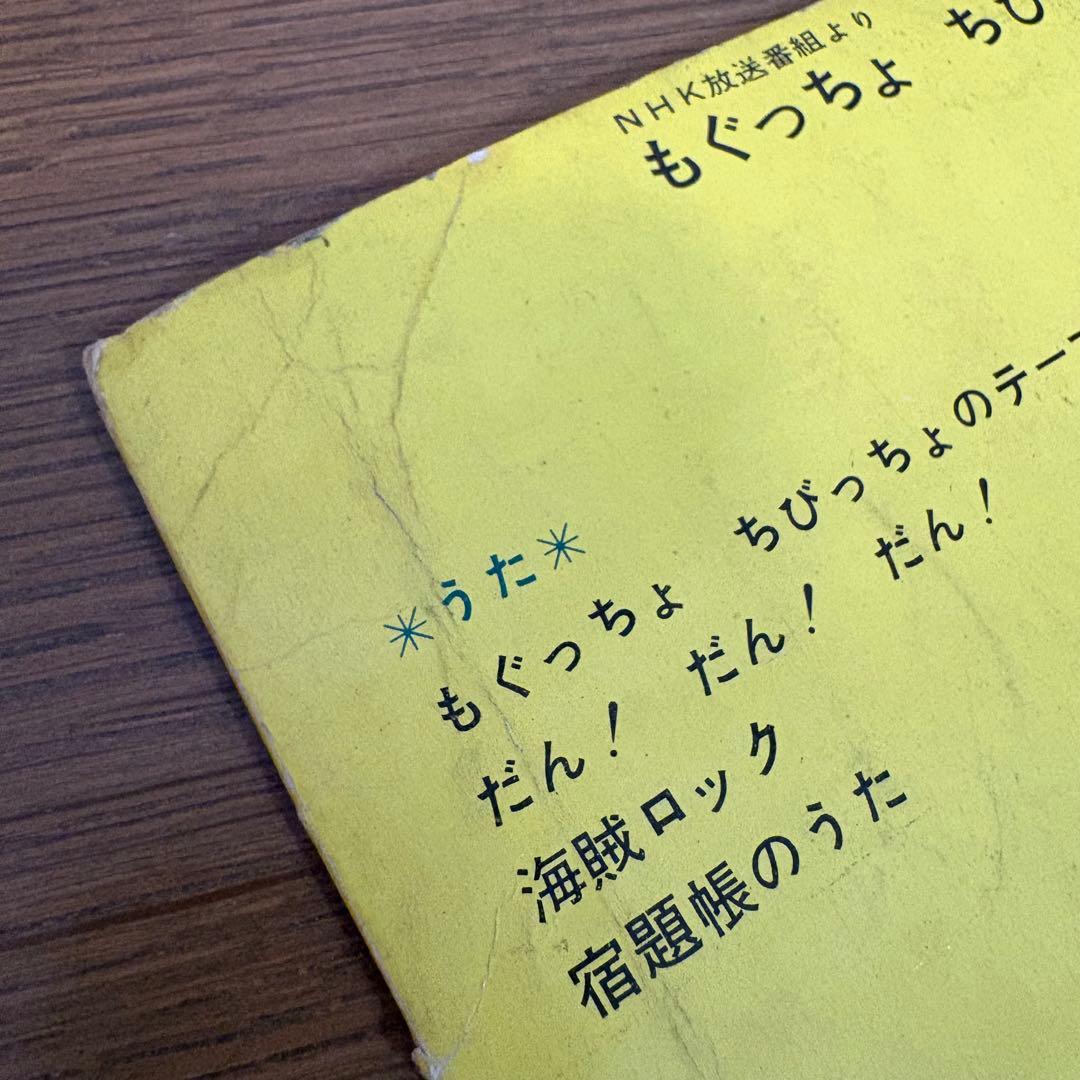 NHK放送番組より
もぐっちょ ちび
＊うた＊
もぐっちょ ちびっちょのテー
だん！ だん！ だん！
海賊ロック
宿題帳のうた